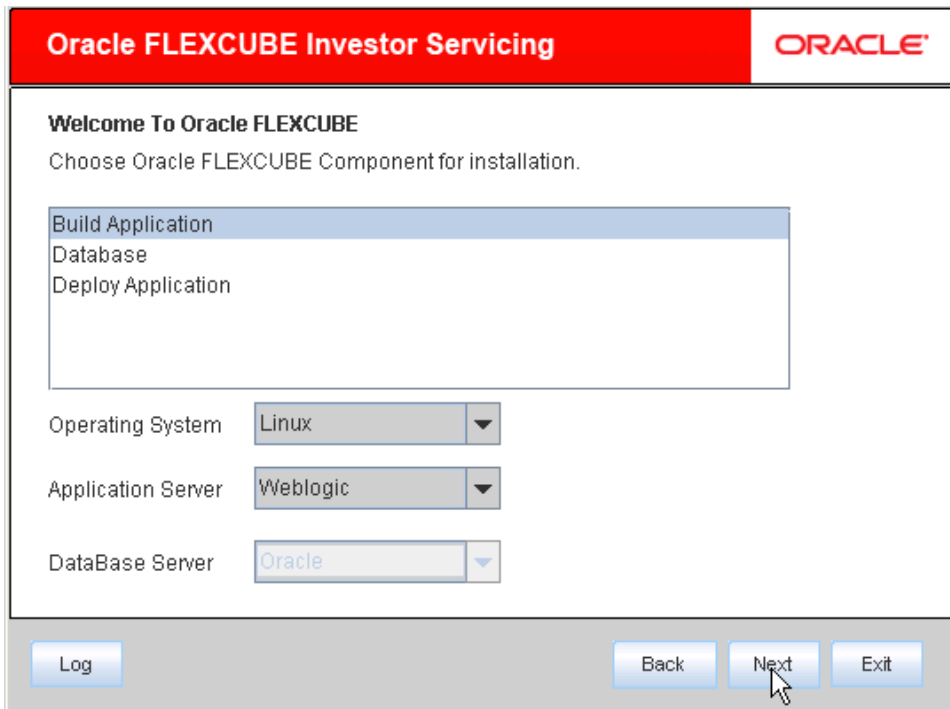 Oracle FLEXCUBE Investor Servicing
ORACLE
Welcome To Oracle FLEXCUBE
Choose Oracle FLEXCUBE Component for installation.
Build Application
Database
Deploy Application
Operating System
Linux
Application Server
Weblogic
DataBase Server
Oracle
Log
Back
Next
Exit